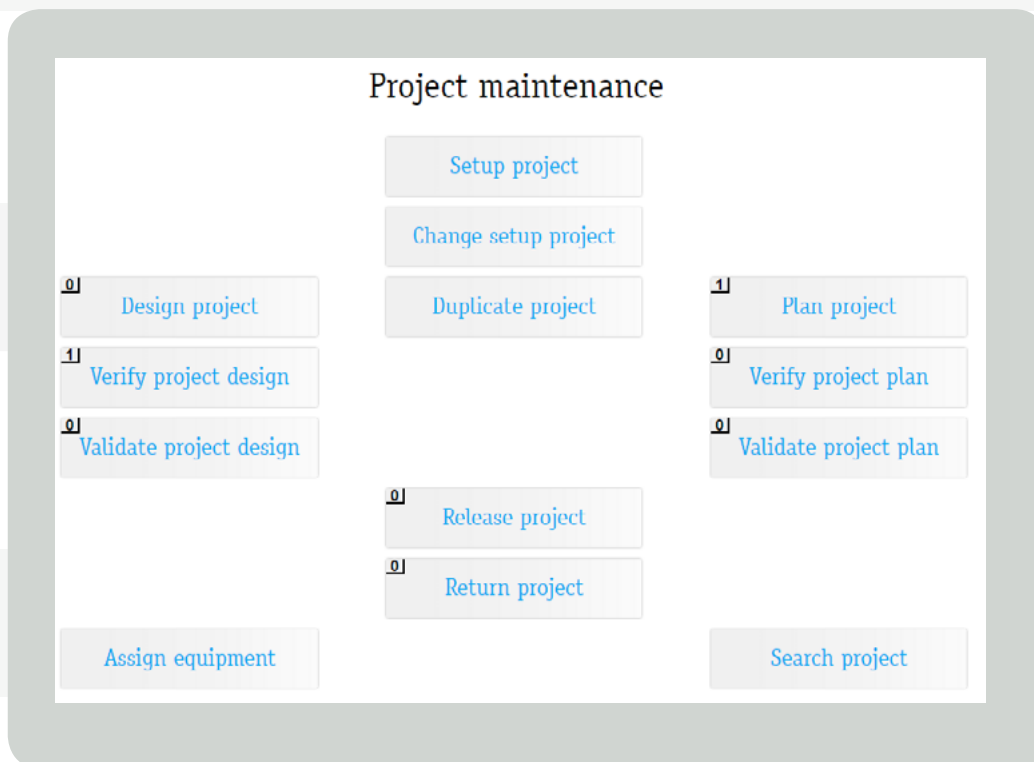 Project maintenance
Setup project
Change setup project
0
Design project
Duplicate project
1
Plan project
1
Verify project design
0
Verify project plan
0
Validate project design
0
Validate project plan
0
Release project
0
Return project
Assign equipment
Search project